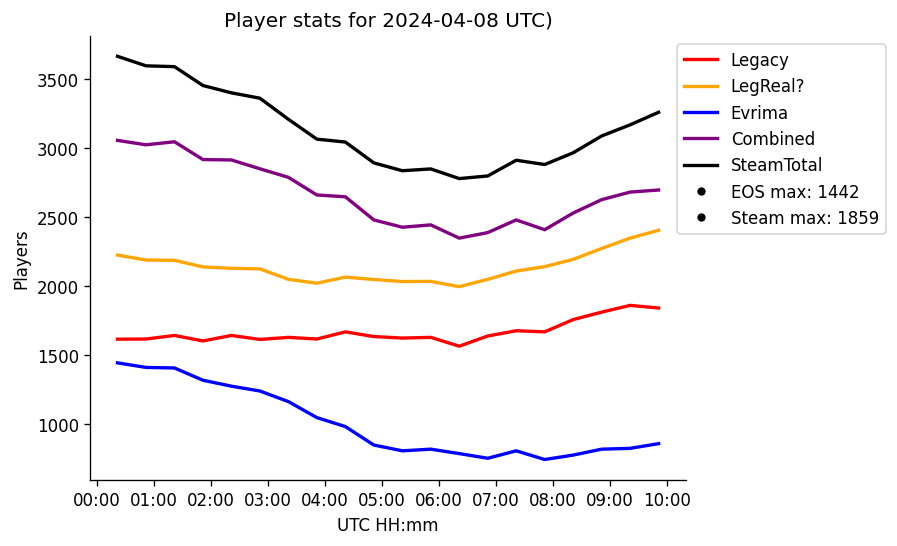 Player stats for 2024-04-08 UTC)
Players
3500
3000
2500
2000
1500
1000
00:00 01:00 02:00 03:00 04:00 05:00 06:00 07:00 08:00 09:00 10:00
UTC HH:mm
Legacy
LegReal?
Evrima
Combined
SteamTotal
EOS max: 1442
Steam max: 1859